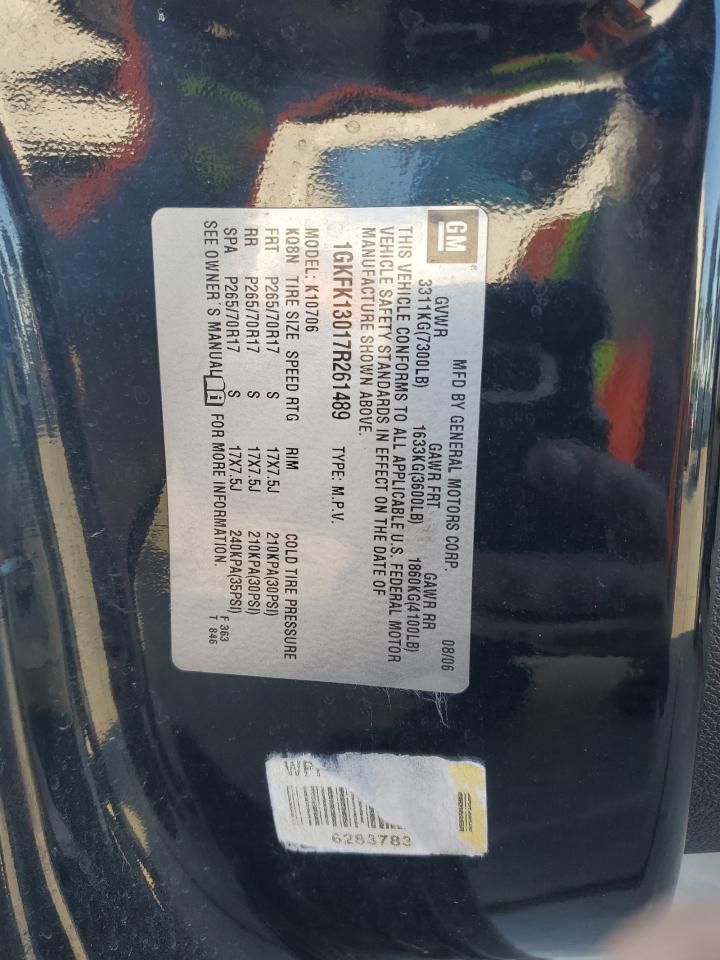 GM
MFD BY GENERAL MOTORS CORP. 08/06
GVWR GAWR FRT GAWR RR
3311KG(7300LB) 1633KG(3600LB) 1860KG(4100LB)
THIS VEHICLE CONFORMS TO ALL APPLICABLE U.S. FEDERAL MOTOR
VEHICLE SAFETY STANDARDS IN EFFECT ON THE DATE OF
MANUFACTURE SHOWN ABOVE.
1GKFK13017R261489 TYPE: M.P.V.
MODEL: K10706
KQ8N TIRE SIZE SPEED RTG RIM COLD TIRE PRESSURE
FRT P265/70R17 S 17X7.5J 210KPA(30PSI)
RR P265/70R17 S 17X7.5J 210KPA(30PSI)
SPA P265/70R17 S 17X7.5J 240KPA(35PSI)
SEE OWNER'S MANUAL FOR MORE INFORMATION.
F 363
T 846
6283783